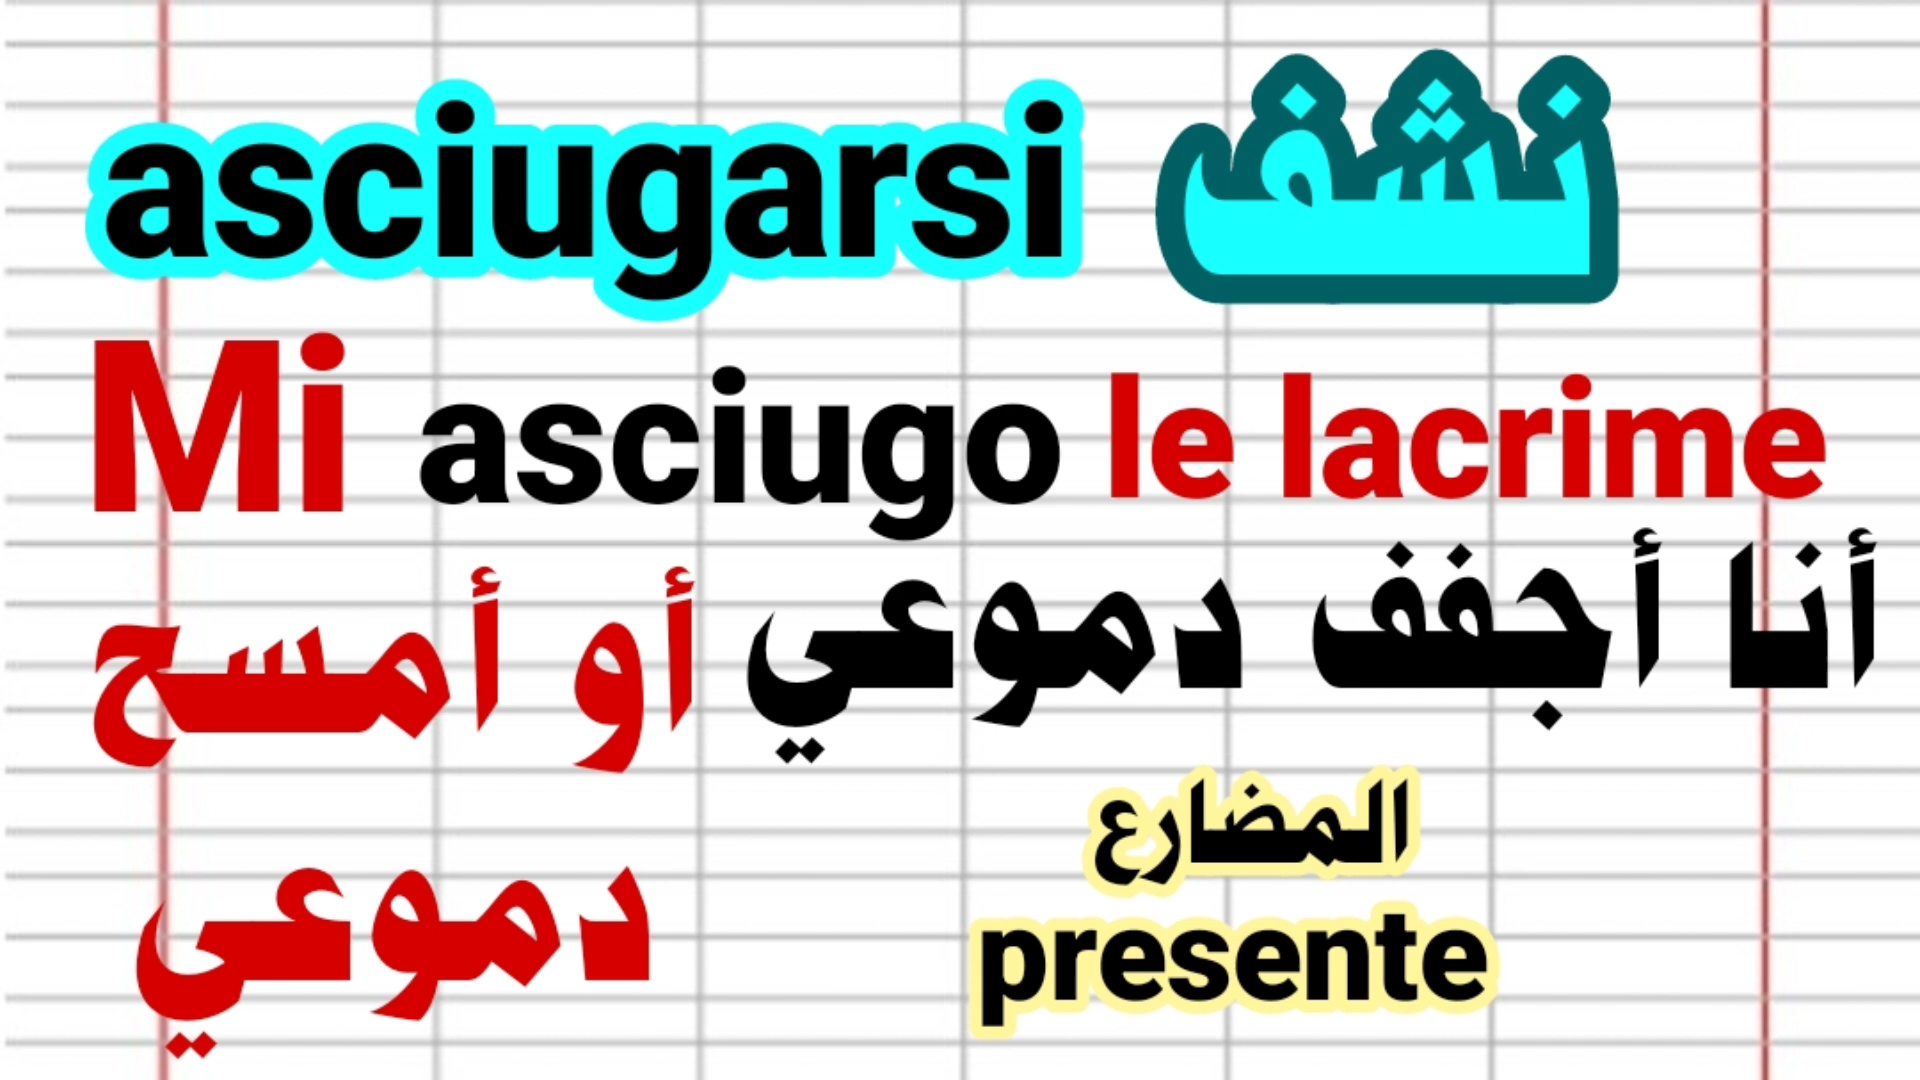 asciugarsi نشف
Mi asciugo le lacrime
أنا أجفف دموعي أو أمسح
دموعي
المضارع
presente